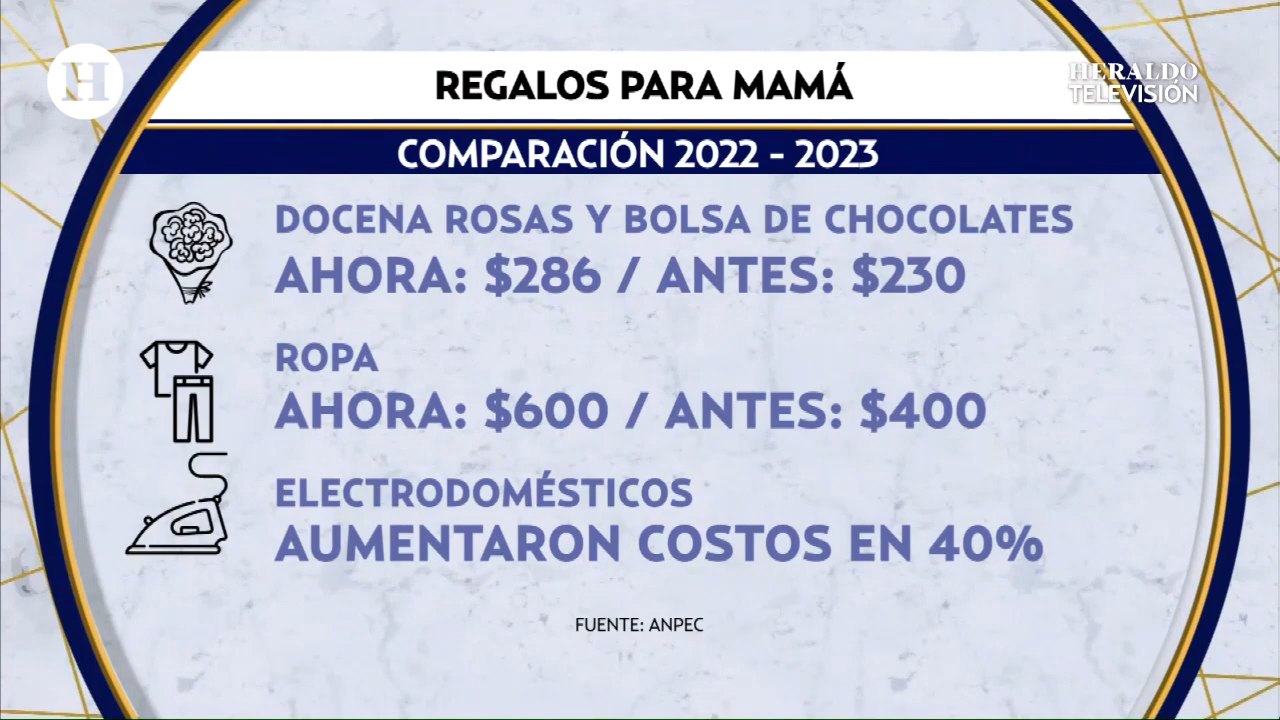 H
REGALOS PARA MAMÁ
HERALDO
TELEVISIÓN
COMPARACIÓN 2022 - 2023
DOCENA ROSAS Y BOLSA DE CHOCOLATES
AHORA: $286 / ANTES: $230
ROPA
AHORA: $600 / ANTES: $400
ELECTRODOMÉSTICOS
AUMENTARON COSTOS EN 40%
FUENTE: ANPEC